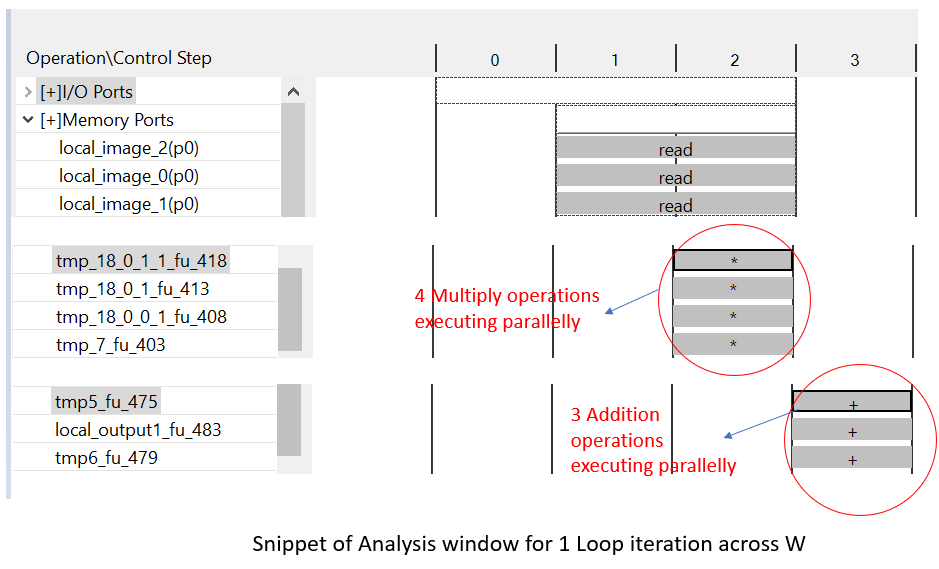 Operation\Control Step
0 1 2 3
[+]I/O Ports
[+]Memory Ports
local_image_2(p0) read
local_image_0(p0) read
local_image_1(p0) read
tmp_18_0_1_1_fu_418 *
tmp_18_0_1_fu_413 *
tmp_18_0_0_1_fu_408 *
tmp_7_fu_403 *
4 Multiply operations
executing parallelly
tmp5_fu_475 +
local_output1_fu_483 +
tmp6_fu_479 +
3 Addition
operations
executing parallelly
Snippet of Analysis window for 1 Loop iteration across W